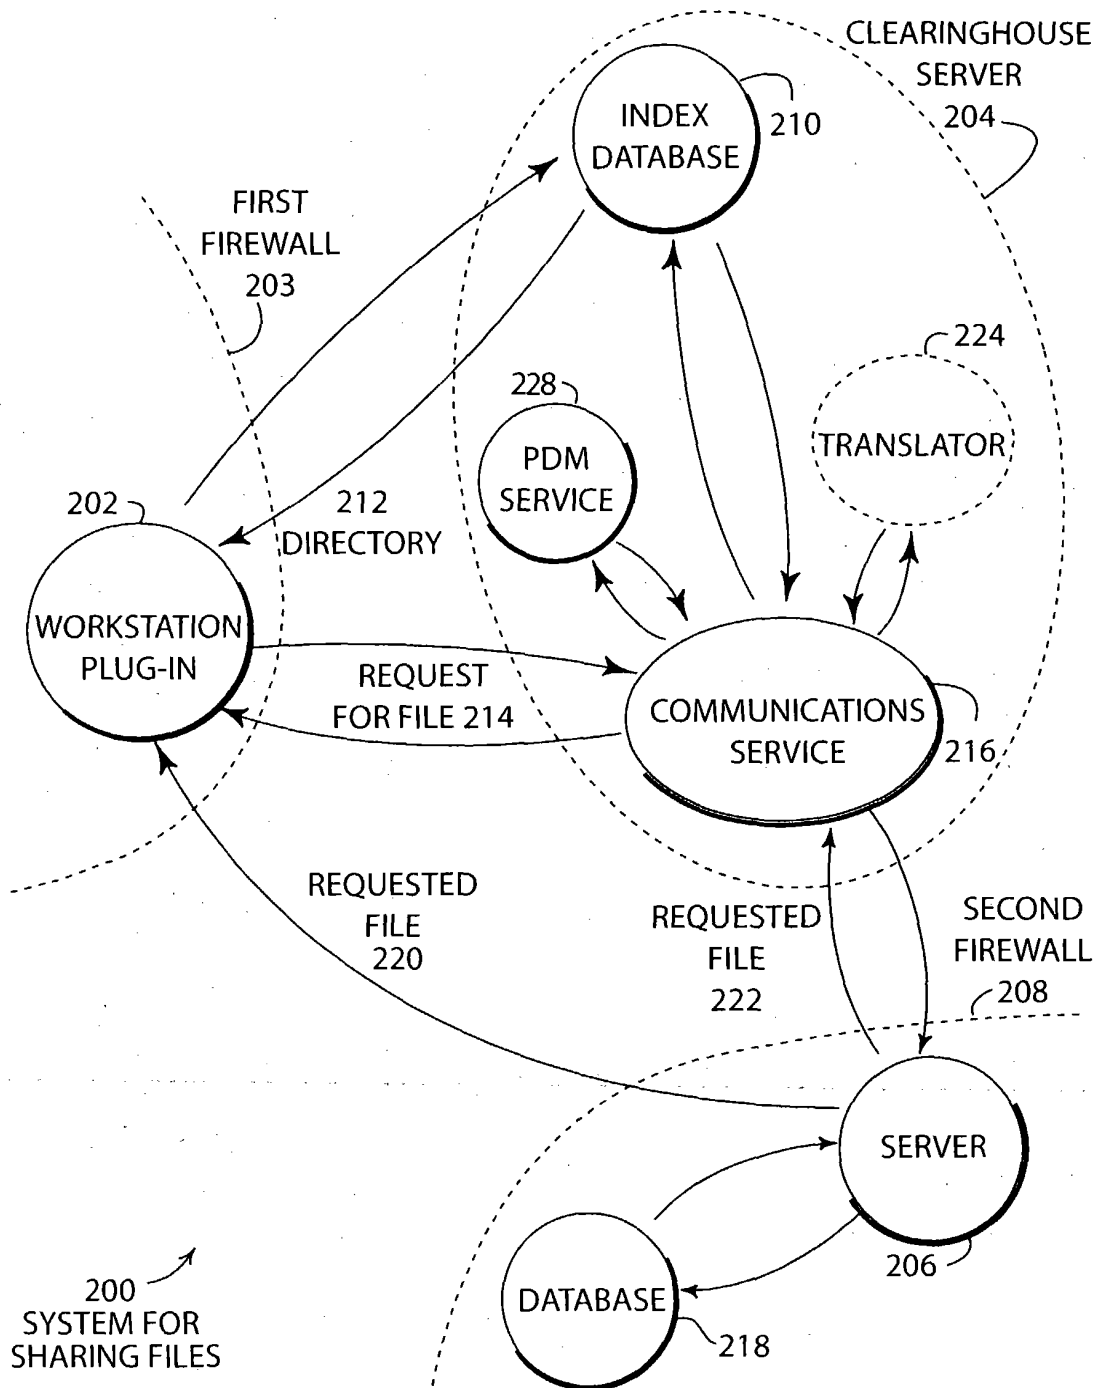 CLEARINGHOUSE
SERVER
204
INDEX
DATABASE
210
FIRST
FIREWALL
203
224
228
TRANSLATOR
PDM
SERVICE
202
212
DIRECTORY
WORKSTATION
PLUG-IN
REQUEST
FOR FILE 214
COMMUNICATIONS
SERVICE
216
REQUESTED
FILE
220
REQUESTED
FILE
222
SECOND
FIREWALL
208
SERVER
206
DATABASE
218
200
SYSTEM FOR
SHARING FILES